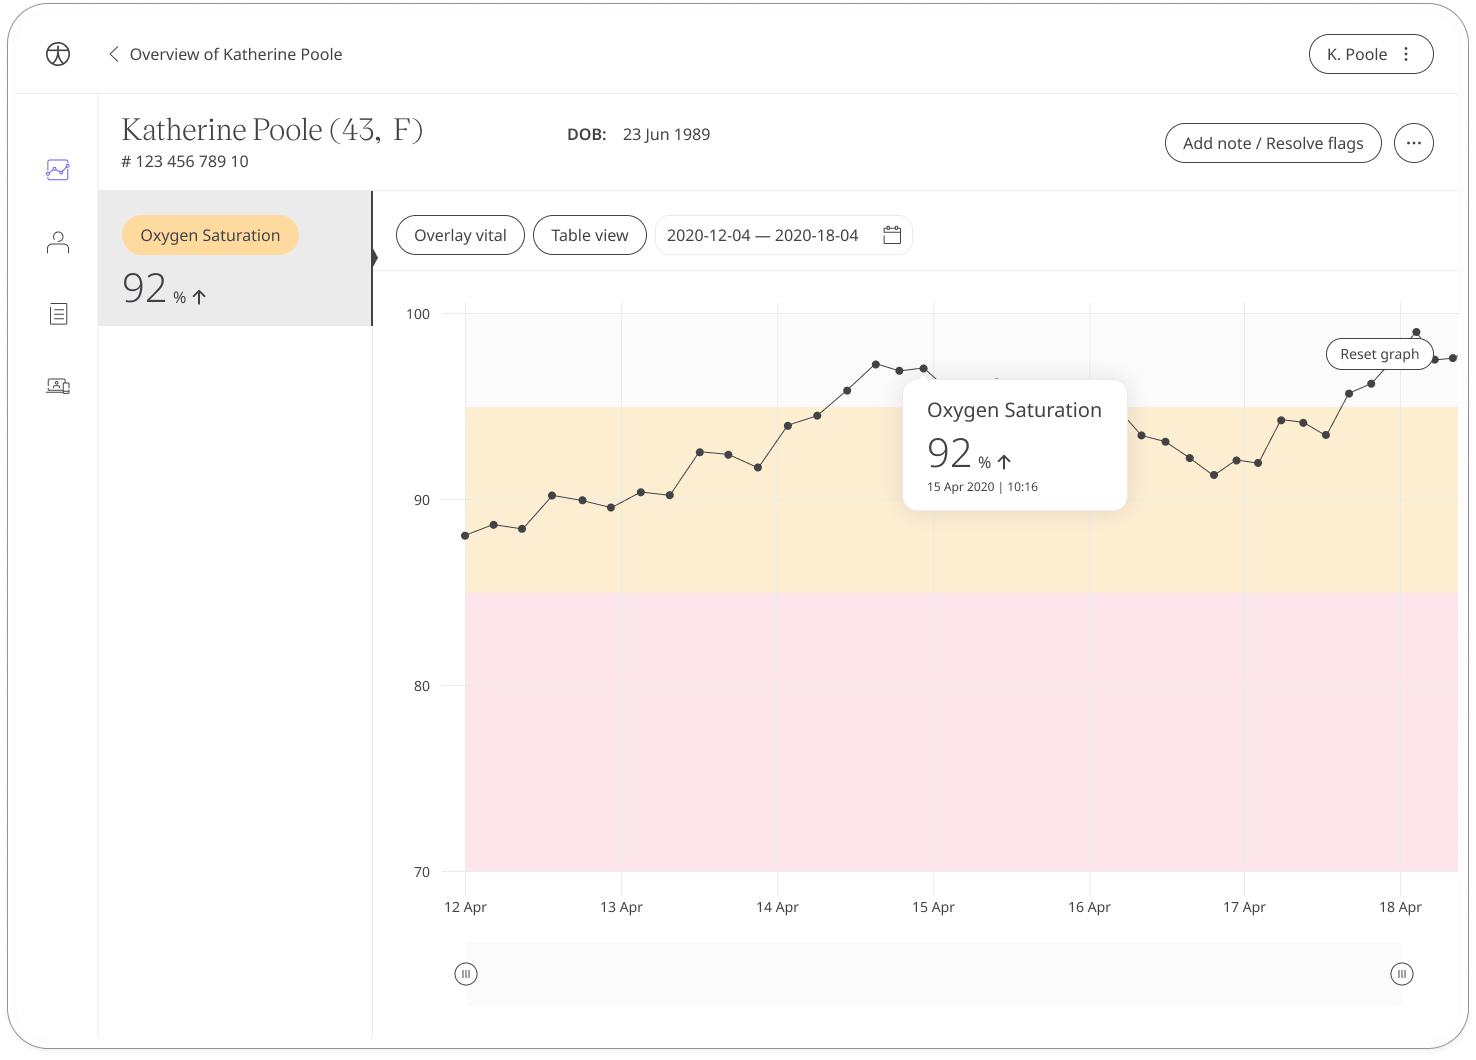 Overview of Katherine Poole
K. Poole
Katherine Poole (43, F)
# 123 456 789 10
DOB: 23 Jun 1989
Add note / Resolve flags
Oxygen Saturation
92 %
Overlay vital
Table view
2020-12-04 — 2020-18-04
100
90
80
70
Reset graph
Oxygen Saturation
92 %
15 Apr 2020 | 10:16
12 Apr
13 Apr
14 Apr
15 Apr
16 Apr
17 Apr
18 Apr